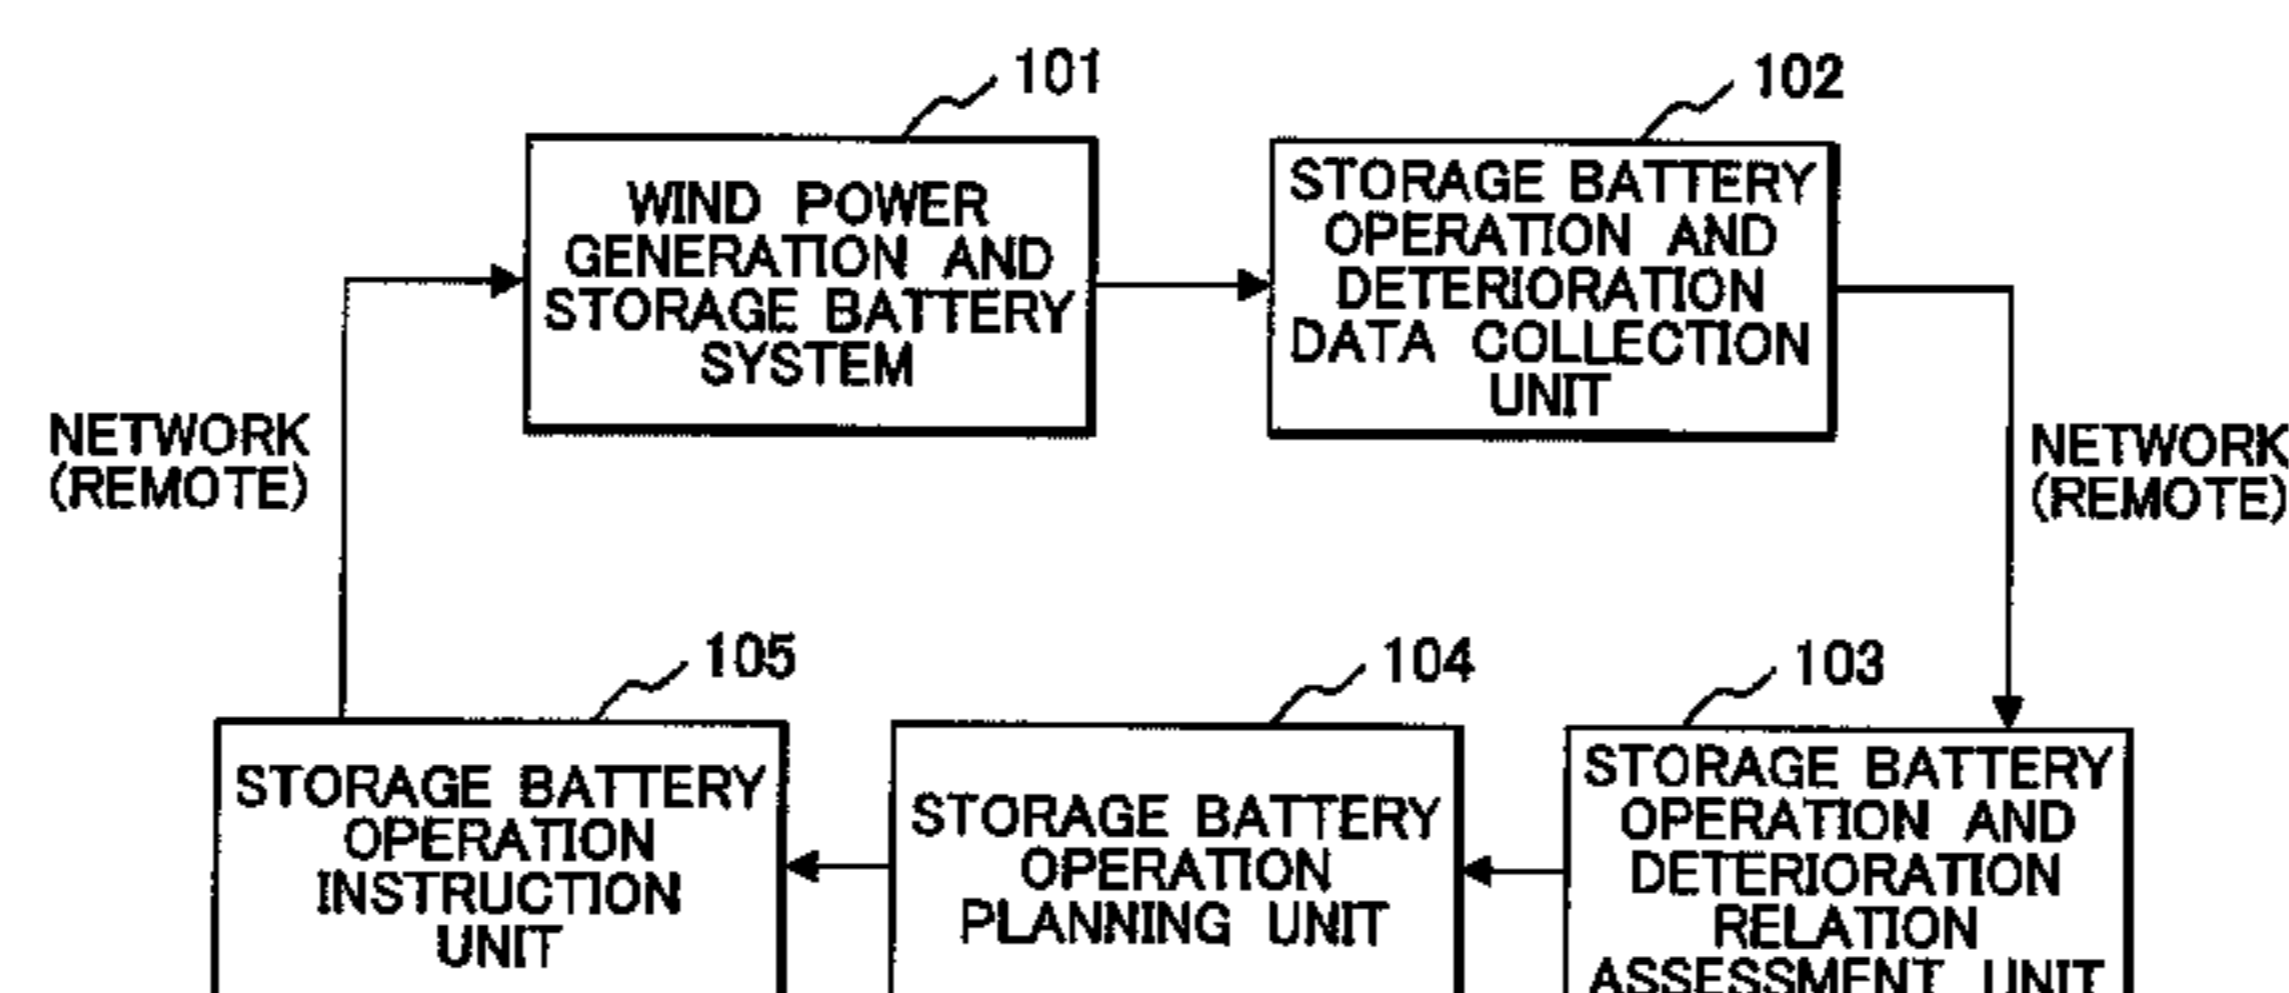 101
WIND POWER
GENERATION AND
STORAGE BATTERY
SYSTEM
102
STORAGE BATTERY
OPERATION AND
DETERIORATION
DATA COLLECTION
UNIT
NETWORK
(REMOTE)
NETWORK
(REMOTE)
105
STORAGE BATTERY
OPERATION
INSTRUCTION
UNIT
104
STORAGE BATTERY
OPERATION
PLANNING UNIT
103
STORAGE BATTERY
OPERATION AND
DETERIORATION
RELATION
ASSESSMENT UNIT